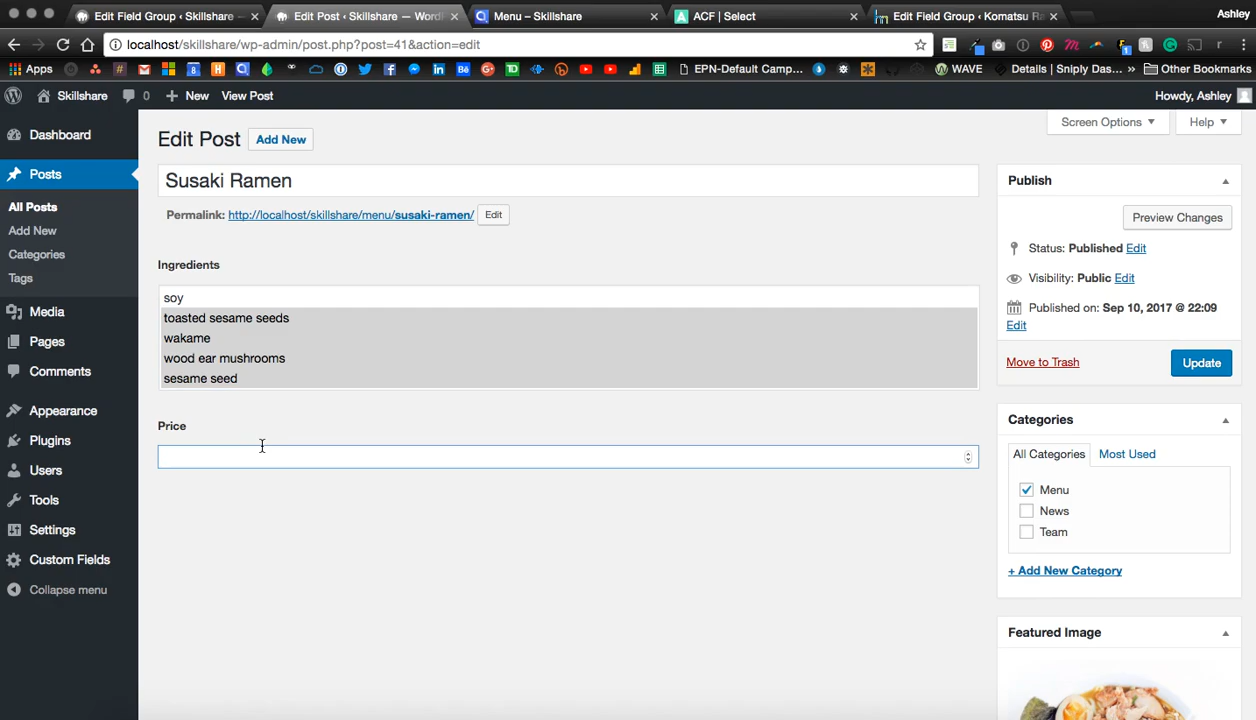 Edit Field Group ‹ Skillshare —
Edit Post ‹ Skillshare — Word
Menu – Skillshare
ACF | Select
Edit Field Group ‹ Komatsu Ra
Ashley
localhost/skillshare/wp-admin/post.php?post=41&action=edit
Apps
EPN-Default Camp...
WAVE
Details | Sniply Das...
»
Other Bookmarks
Skillshare
0
New
View Post
Howdy, Ashley
Screen Options
Help
Dashboard
Posts
All Posts
Add New
Categories
Tags
Media
Pages
Comments
Appearance
Plugins
Users
Tools
Settings
Custom Fields
Collapse menu
Edit Post
Add New
Susaki Ramen
Permalink: http://localhost/skillshare/menu/susaki-ramen/ Edit
Ingredients
soy
toasted sesame seeds
wakame
wood ear mushrooms
sesame seed
Price
Publish
Preview Changes
Status: Published Edit
Visibility: Public Edit
Published on: Sep 10, 2017 @ 22:09
Edit
Move to Trash
Update
Categories
All Categories
Most Used
Menu
News
Team
+ Add New Category
Featured Image